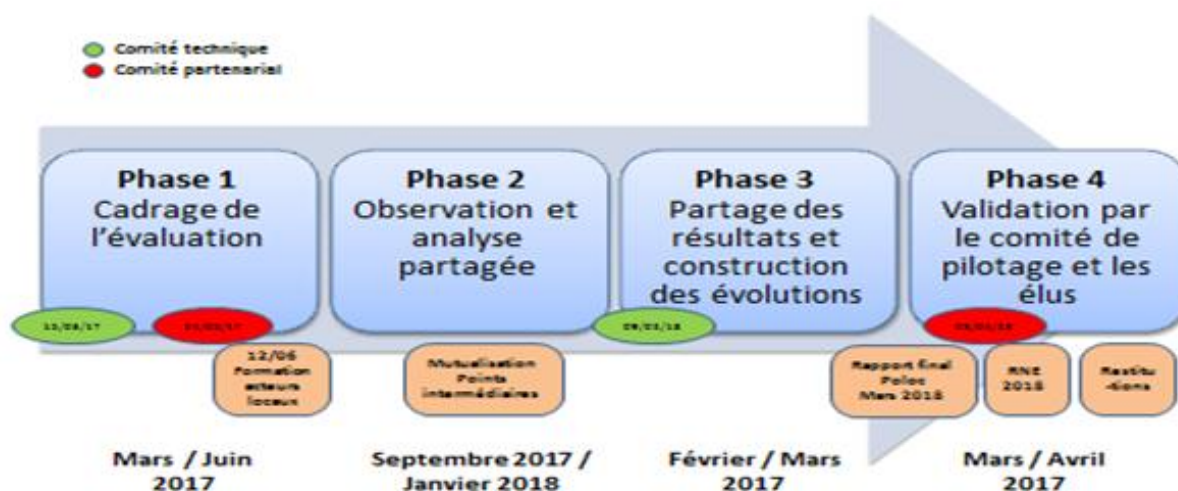 Comité technique
Comité partenarial
Phase 1
Cadrage de
l'évaluation
Phase 2
Observation et
analyse
partagée
Phase 3
Partage des
résultats et
construction
des évolutions
Phase 4
Validation par
le comité de
pilotage et les
élus
12/06
Formation
acteurs
locaux
Mutualisation
Points
intermédiaires
Rapport final
Mars 2018
RNE
2018
Restitu
-tions
Mars / Juin
2017
Septembre 2017 /
Janvier 2018
Février / Mars
2017
Mars / Avril
2017